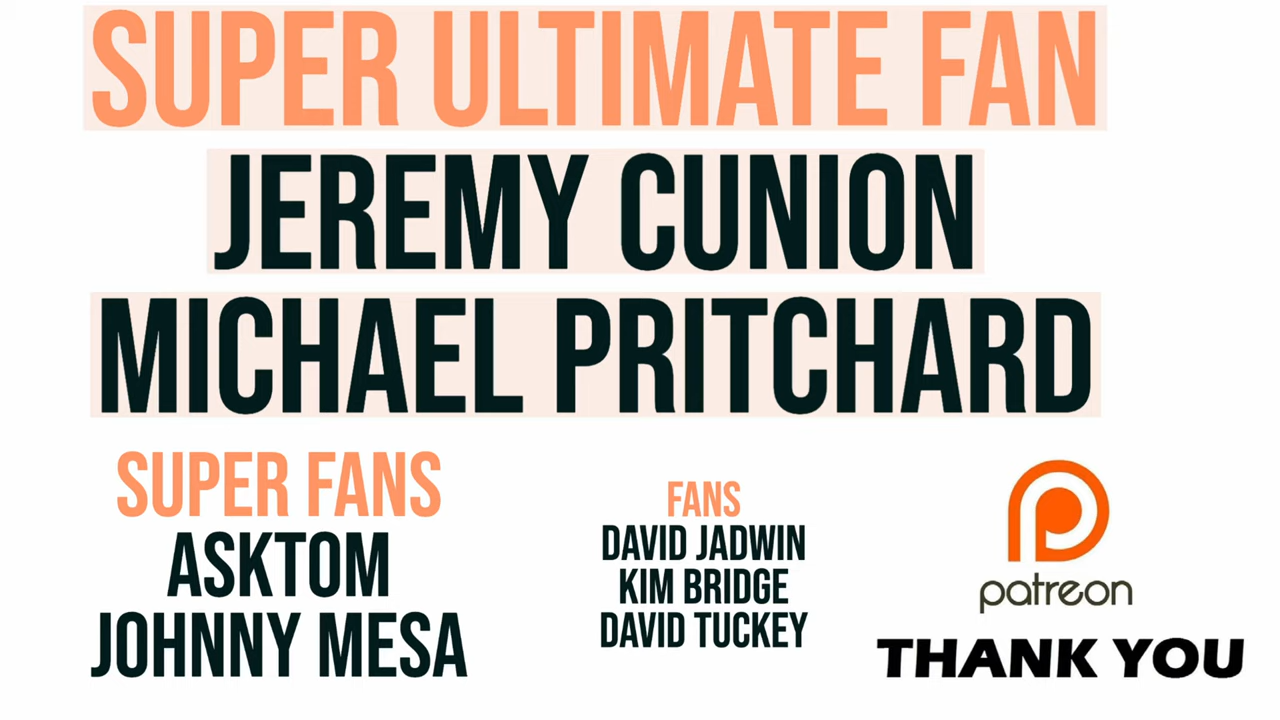 SUPER ULTIMATE FAN
JEREMY CUNION
MICHAEL PRITCHARD
SUPER FANS
ASKTOM
JOHNNY MESA
FANS
DAVID JADWIN
KIM BRIDGE
DAVID TUCKEY
patreon
THANK YOU